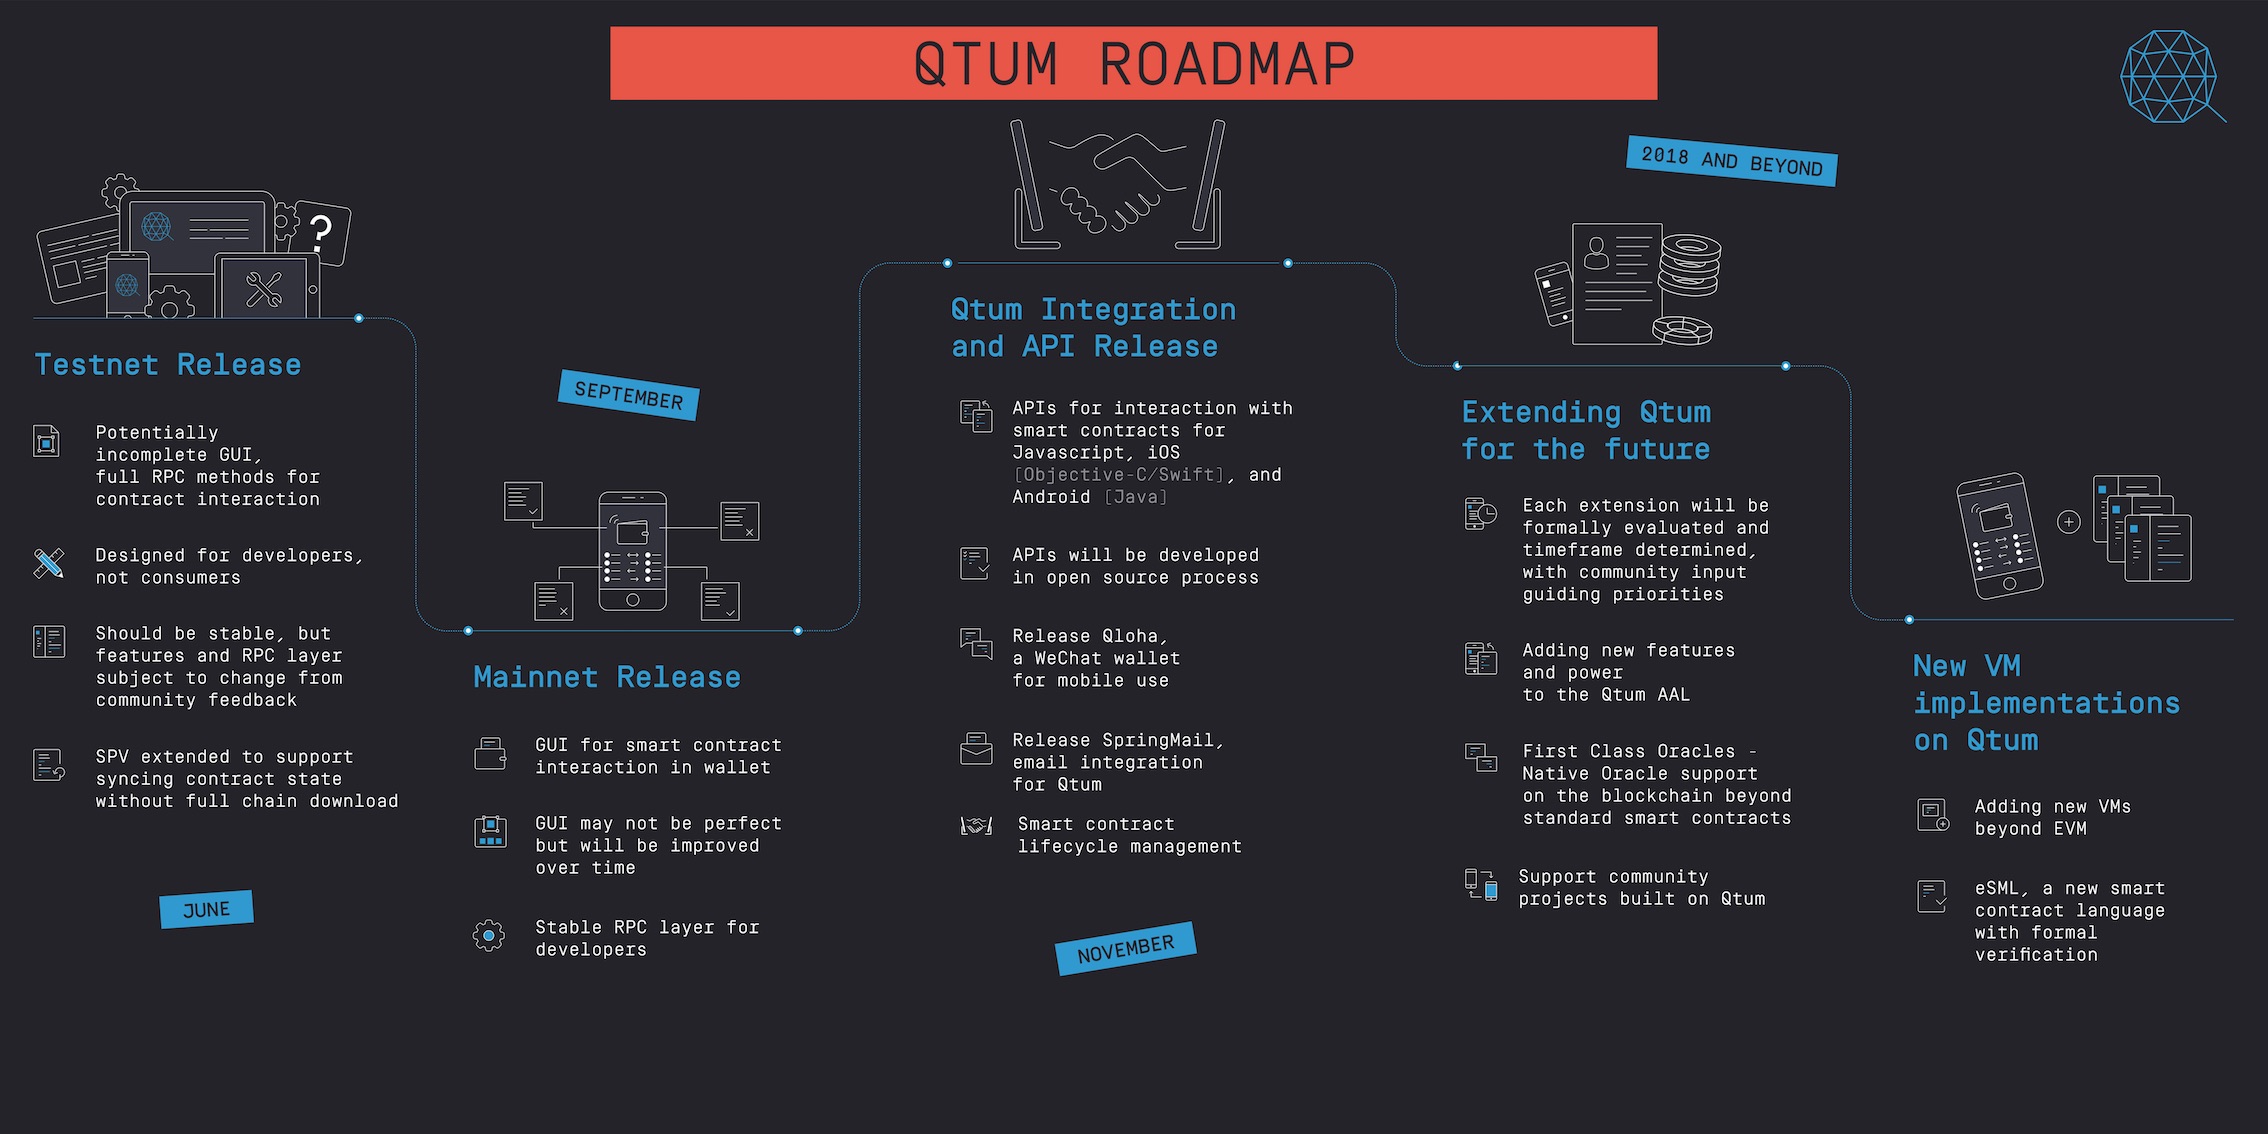 QTUM ROADMAP
Testnet Release
Potentially
incomplete GUI,
full RPC methods for
contract interaction
Designed for developers,
not consumers
Should be stable, but
features and RPC layer
subject to change from
community feedback
SPV extended to support
syncing contract state
without full chain download
JUNE
SEPTEMBER
Mainnet Release
GUI for smart contract
interaction in wallet
GUI may not be perfect
but will be improved
over time
Stable RPC layer for
developers
Qtum Integration
and API Release
APIs for interaction with
smart contracts for
Javascript, iOS
[Objective-C/Swift], and
Android [Java]
APIs will be developed
in open source process
Release Qloha,
a WeChat wallet
for mobile use
Release SpringMail,
email integration
for Qtum
Smart contract
lifecycle management
NOVEMBER
2018 AND BEYOND
Extending Qtum
for the future
Each extension will be
formally evaluated and
timeframe determined,
with community input
guiding priorities
Adding new features
and power
to the Qtum AAL
First Class Oracles -
Native Oracle support
on the blockchain beyond
standard smart contracts
Support community
projects built on Qtum
New VM
implementations
on Qtum
Adding new VMs
beyond EVM
eSML, a new smart
contract language
with formal
verification
?